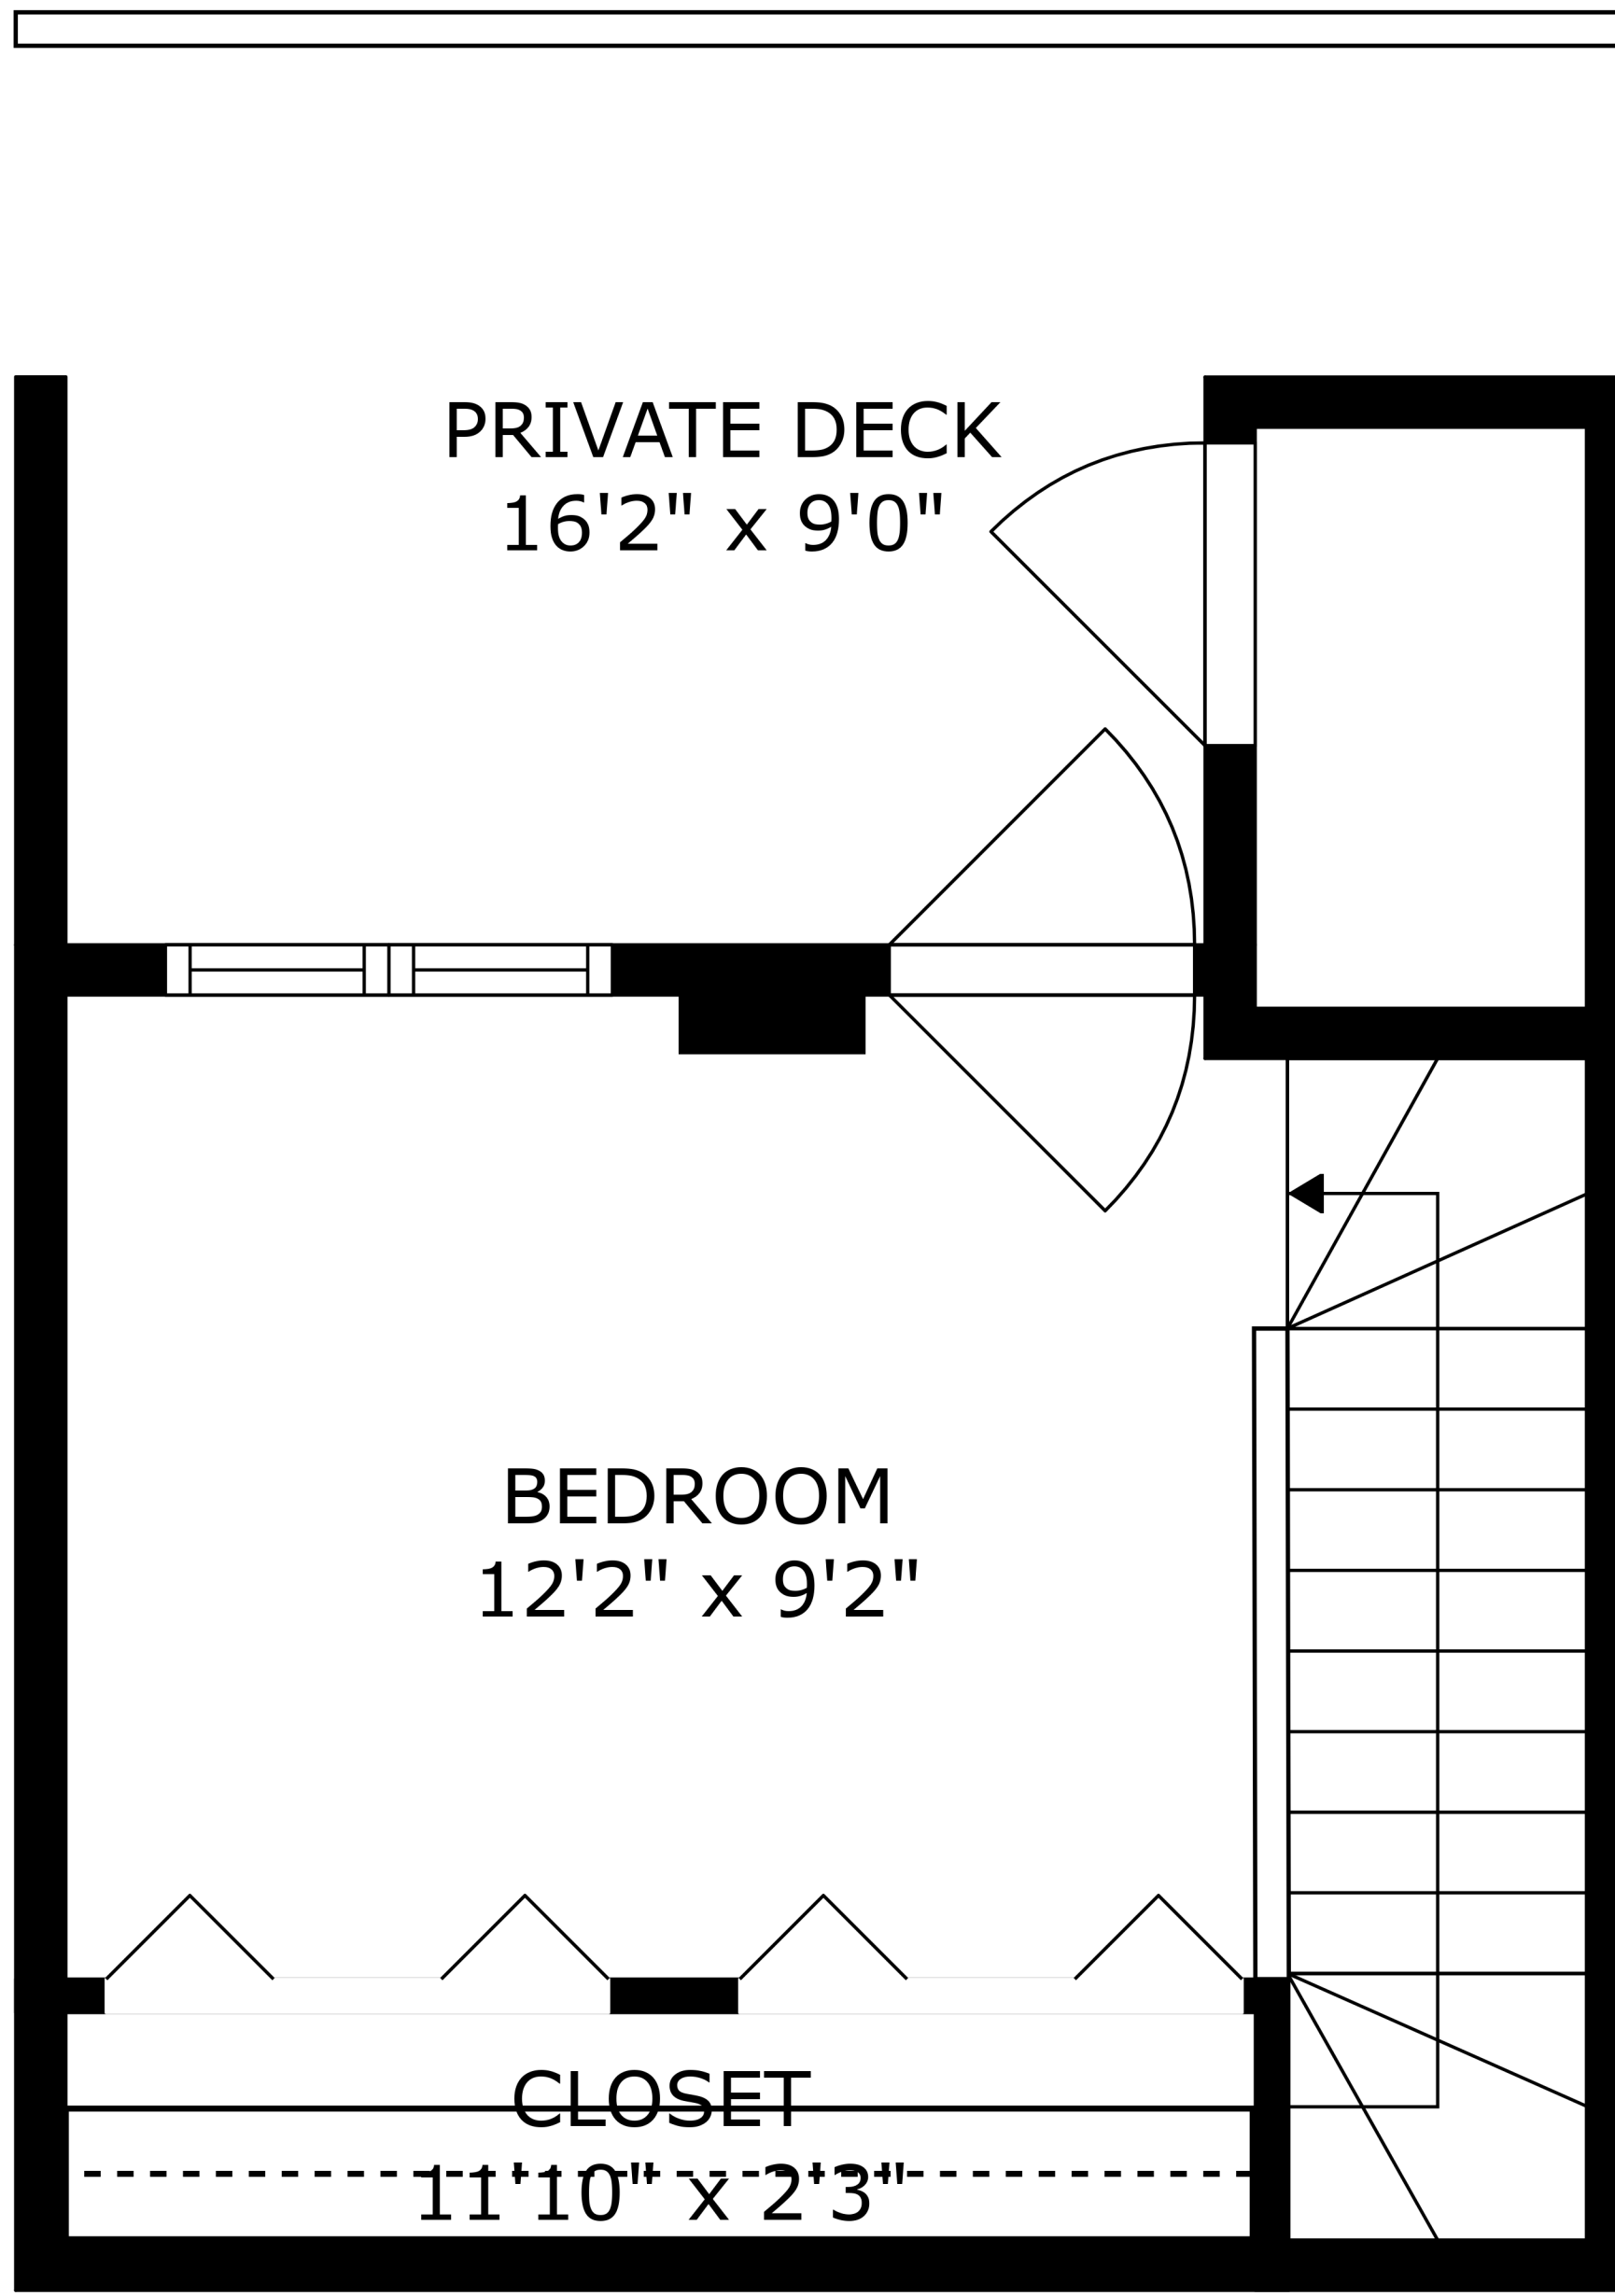 PRIVATE DECK
16'2" x 9'0"
BEDROOM
12'2" x 9'2"
CLOSET
11'10" x 2'3"